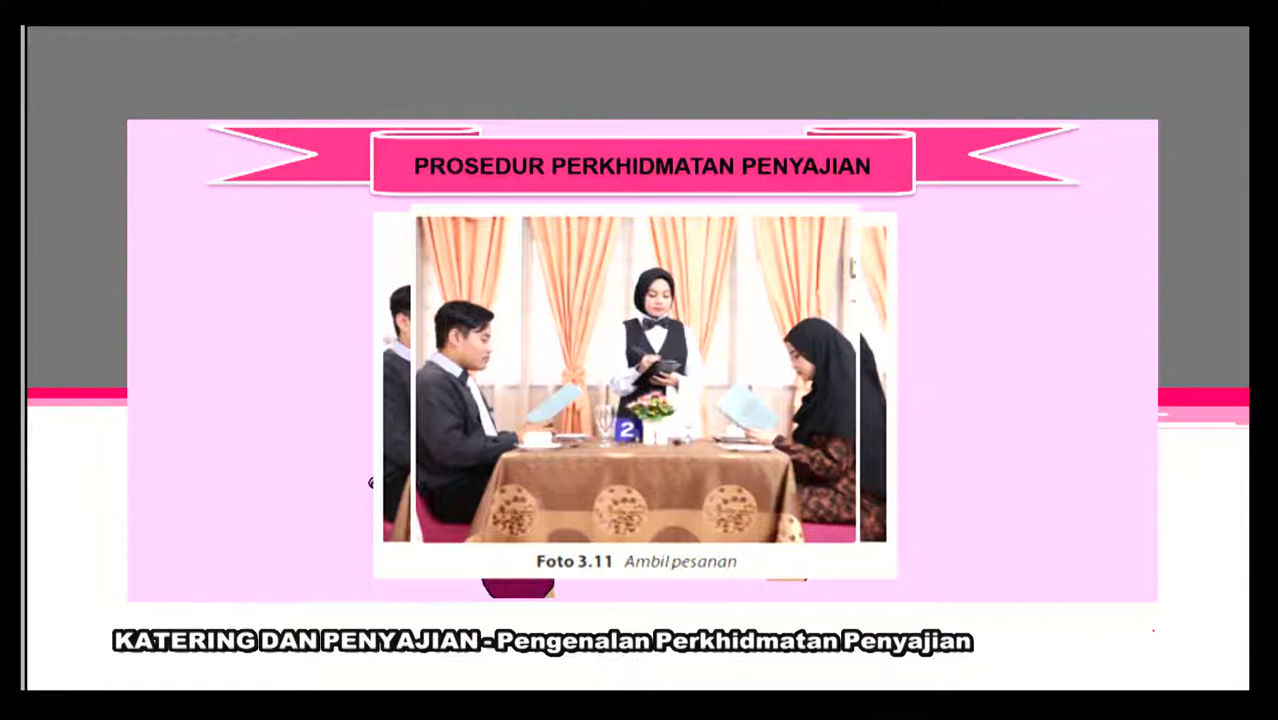 PROSEDUR PERKHIDMATAN PENYAJIAN
2
Foto 3.11 Ambil pesanan
KATERING DAN PENYAJIAN - Pengenalan Perkhidmatan Penyajian